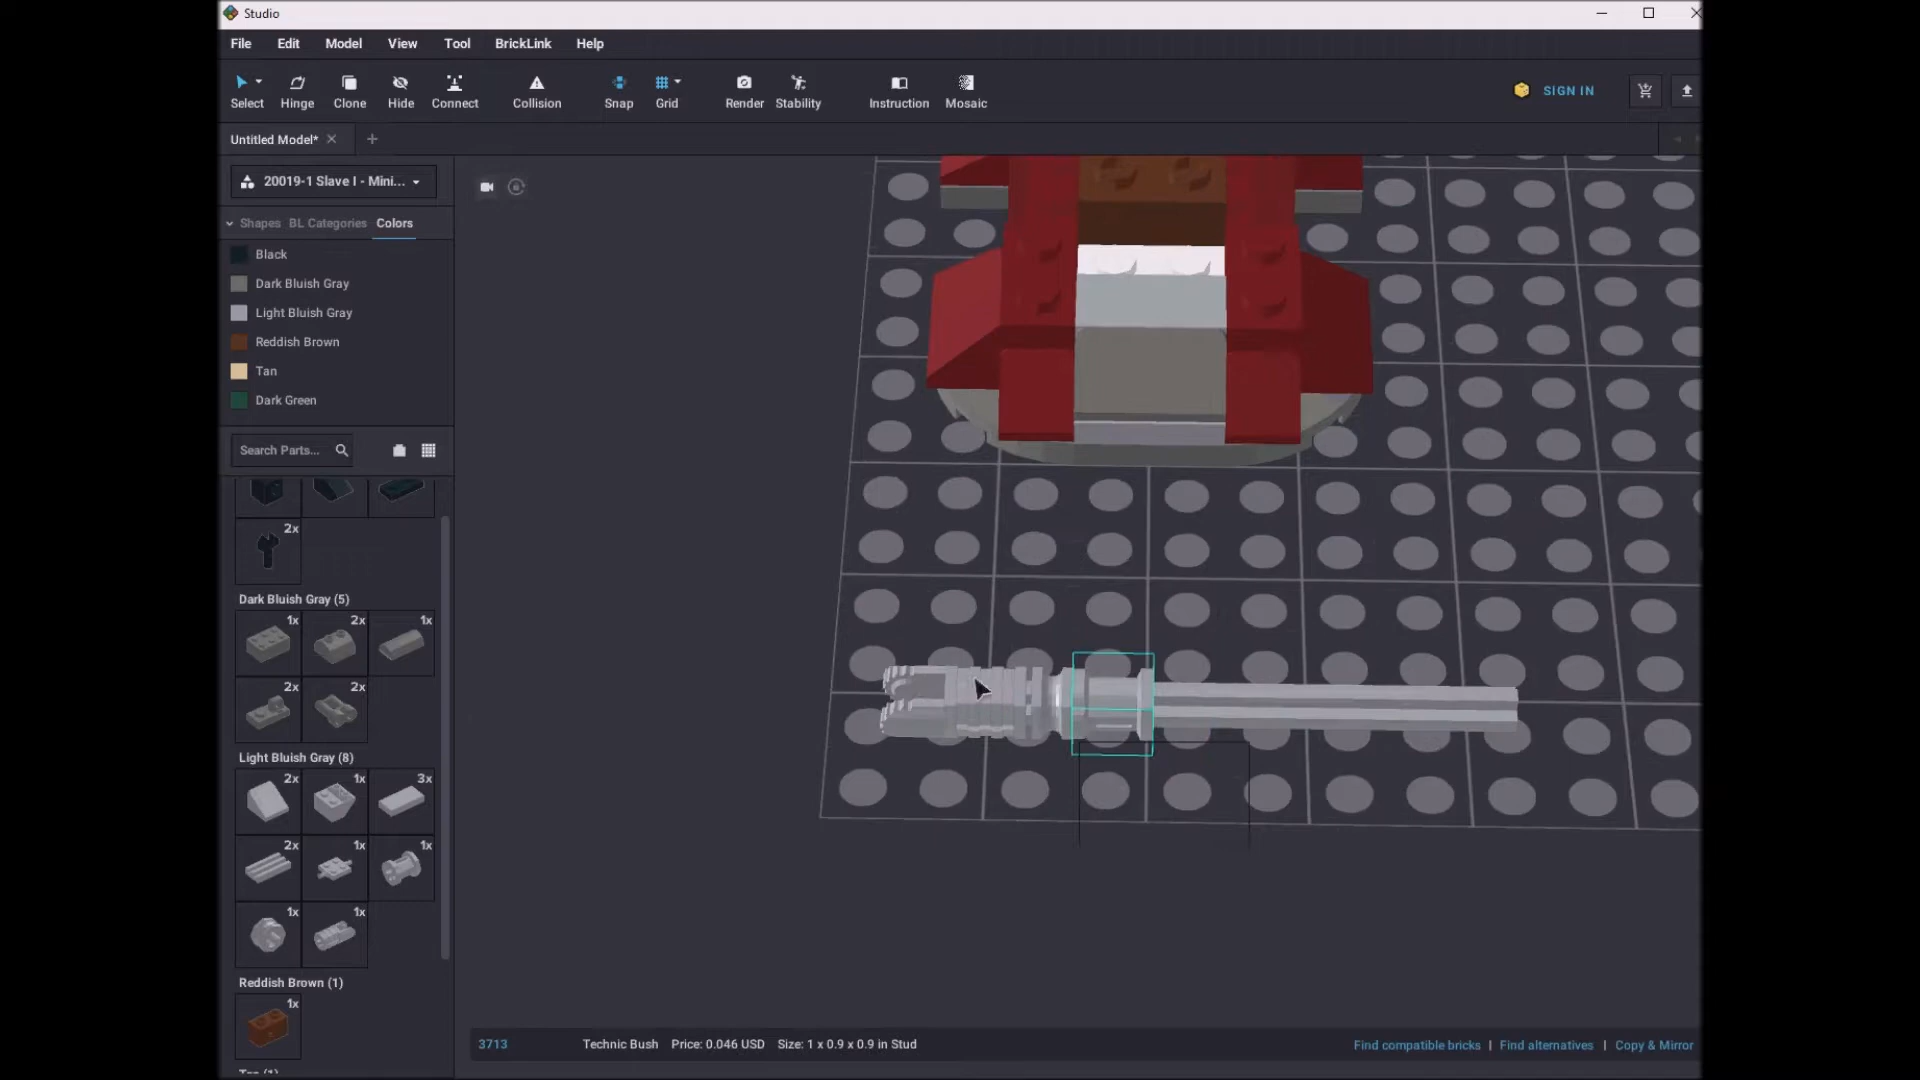 Studio
File Edit Model View Tool BrickLink Help
Select Hinge Clone Hide Connect Collision Snap Grid Render Stability Instruction Mosaic SIGN IN
Untitled Model*
20019-1 Slave I - Mini...
Shapes BL Categories Colors
Black
Dark Bluish Gray
Light Bluish Gray
Reddish Brown
Tan
Dark Green
Search Parts...
2x
Dark Bluish Gray (5)
1x 2x 1x
2x 2x
Light Bluish Gray (8)
2x 1x 3x
2x 1x 1x
1x 1x
Reddish Brown (1)
1x
3713 Technic Bush Price: 0.046 USD Size: 1 x 0.9 x 0.9 in Stud Find compatible bricks | Find alternatives | Copy & Mirror